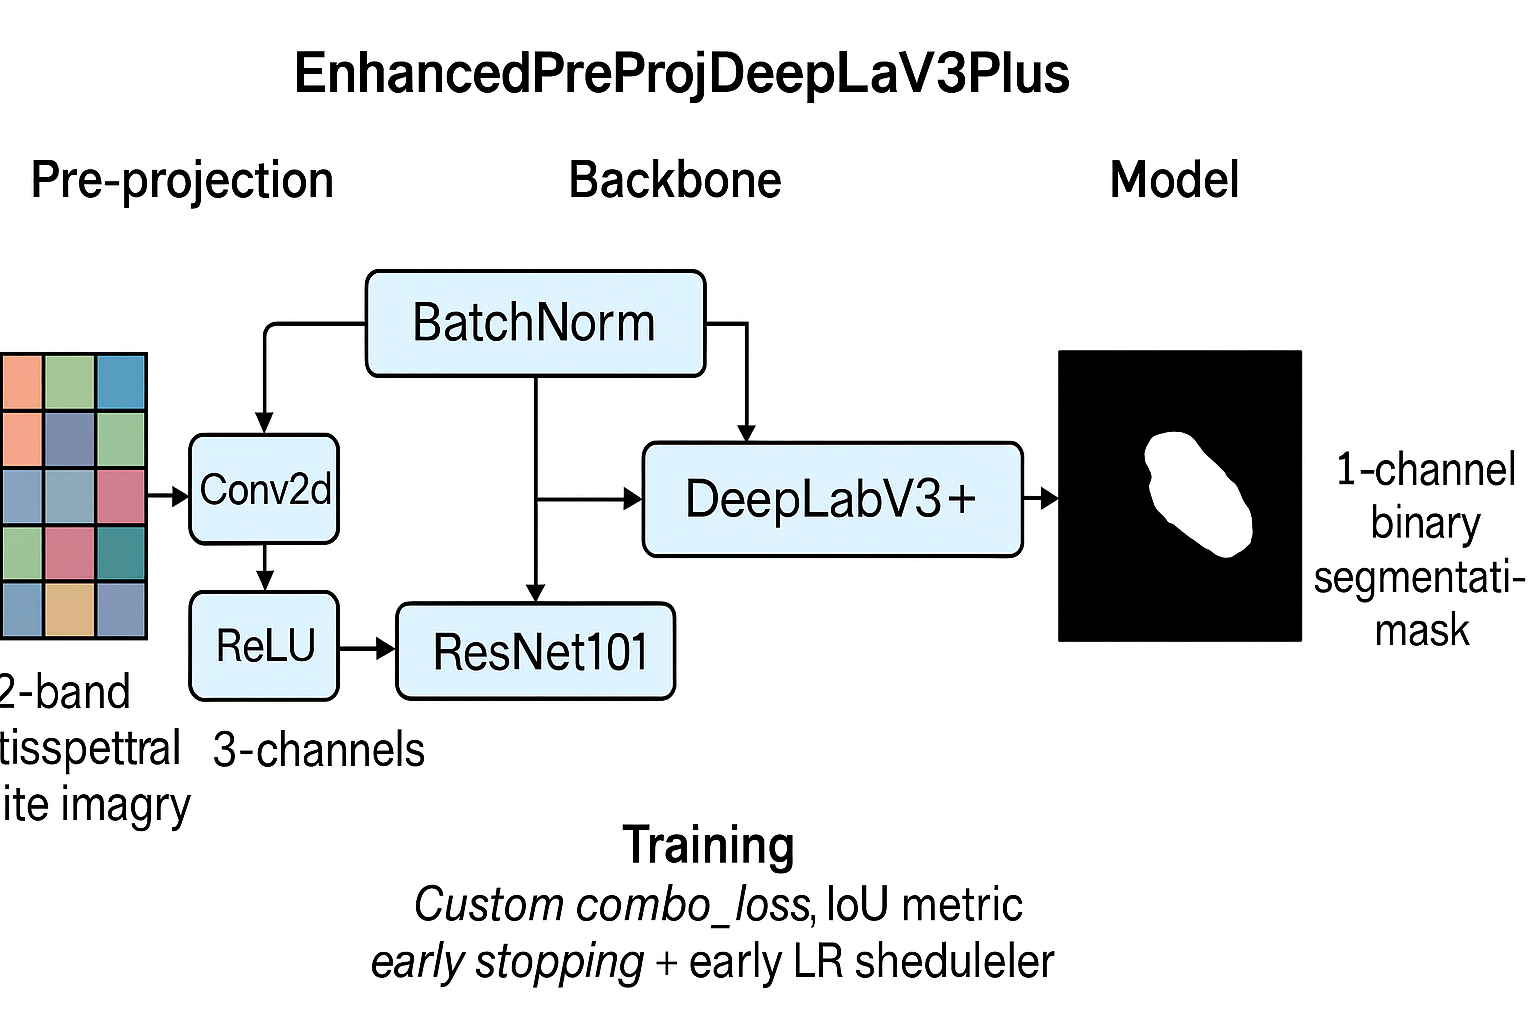 EnhancedPreProjDeepLaV3Plus
Pre-projection
Backbone
Model
BatchNorm
Conv2d
DeepLabV3+
ReLU
ResNet101
2-band
tisspettral
ite imagry
3-channels
1-channel
binary
segmentati-
mask
Training
Custom combo_loss, IoU metric
early stopping + early LR sheduleler